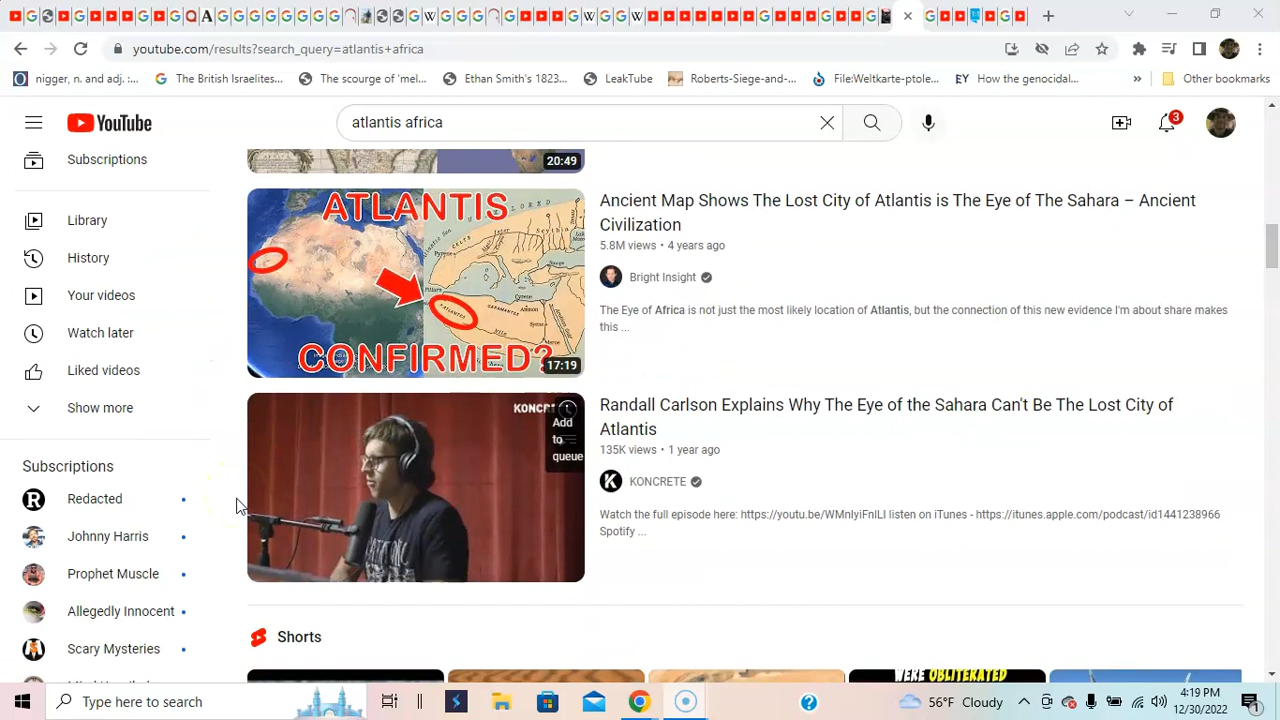 youtube.com/results?search_query=atlantis+africa
nigger, n. and adj. :...
The British Israelites...
The scourge of 'mel...
Ethan Smith's 1823...
LeakTube
Roberts-Siege-and-...
File:Weltkarte-ptole...
EY How the genocidal...
»
Other bookmarks
YouTube
atlantis africa
3
Subscriptions
Library
History
Your videos
Watch later
Liked videos
Show more
Subscriptions
Redacted
Johnny Harris
Prophet Muscle
Allegedly Innocent
Scary Mysteries
20:49
ATLANTIS
CONFIRMED?
17:19
Ancient Map Shows The Lost City of Atlantis is The Eye of The Sahara – Ancient
Civilization
5.8M views • 4 years ago
Bright Insight
The Eye of Africa is not just the most likely location of Atlantis, but the connection of this new evidence I'm about share makes
this ...
KONCRE
Add
to
queue
Randall Carlson Explains Why The Eye of the Sahara Can't Be The Lost City of
Atlantis
135K views • 1 year ago
KONCRETE
Watch the full episode here: https://youtu.be/WMnIyiFnILI listen on iTunes - https://itunes.apple.com/podcast/id1441238966
Spotify ...
Shorts
WERE OBLITERATED
Type here to search
56°F Cloudy
4:19 PM
12/30/2022